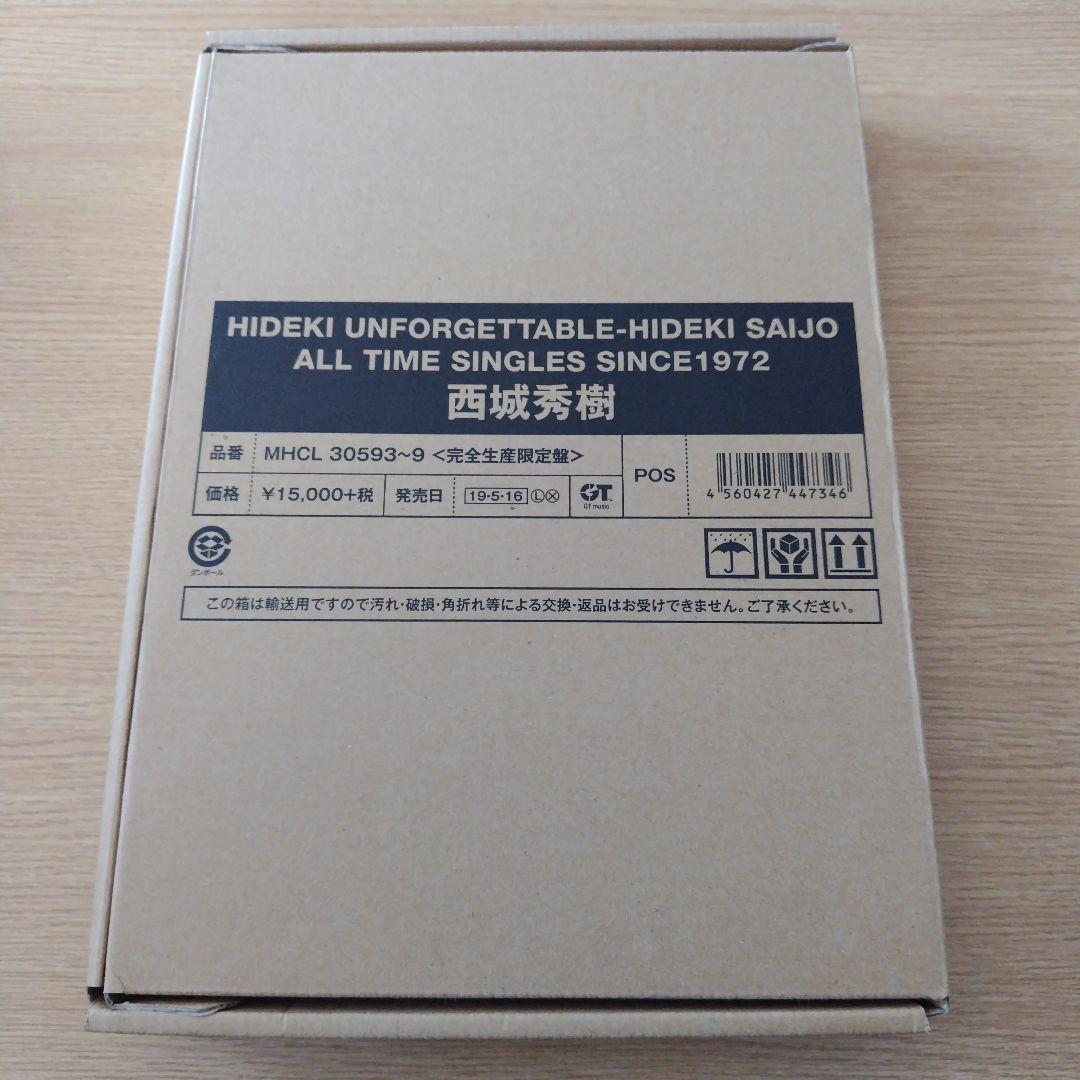 HIDEKI UNFORGETTABLE-HIDEKI SAIJO
ALL TIME SINGLES SINCE1972
西城秀樹
品番 MHCL 30593~9 <完全生産限定盤>
POS
4 560427 447346
価格 ¥15,000+税 発売日 19·5·16 Ⓛ Ⓧ GT music
ダンボール
この箱は輸送用ですので汚れ・破損・角折れ等による交換・返品はお受けできません。ご了承ください。